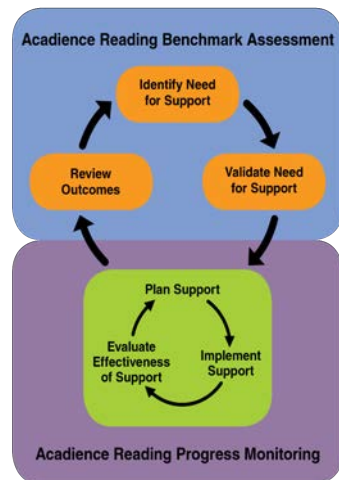 Acadience Reading Benchmark Assessment
Identify Need
for Support
Review
Outcomes
Validate Need
for Support
Plan Support
Evaluate
Effectiveness
of Support
Implement
Support
Acadience Reading Progress Monitoring